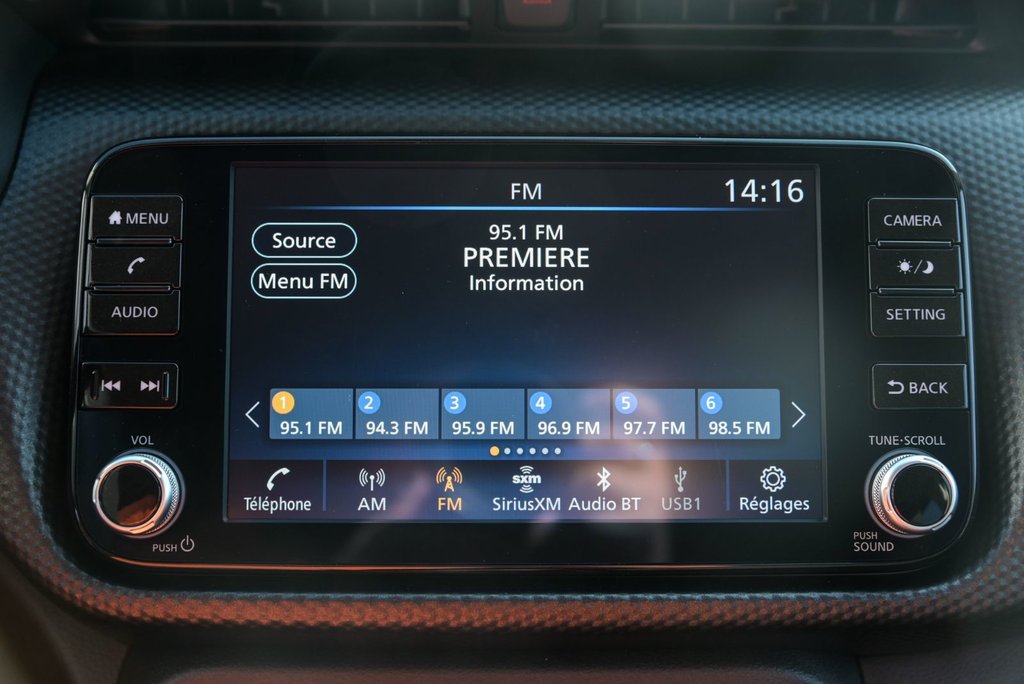 FM 14:16
MENU
AUDIO
VOL
PUSH
Source
Menu FM
95.1 FM
PREMIERE
Information
1 2 3 4 5 6
95.1 FM 94.3 FM 95.9 FM 96.9 FM 97.7 FM 98.5 FM
sxm
Téléphone AM FM SiriusXM Audio BT USB1 Réglages
CAMERA
SETTING
BACK
TUNE·SCROLL
PUSH
SOUND